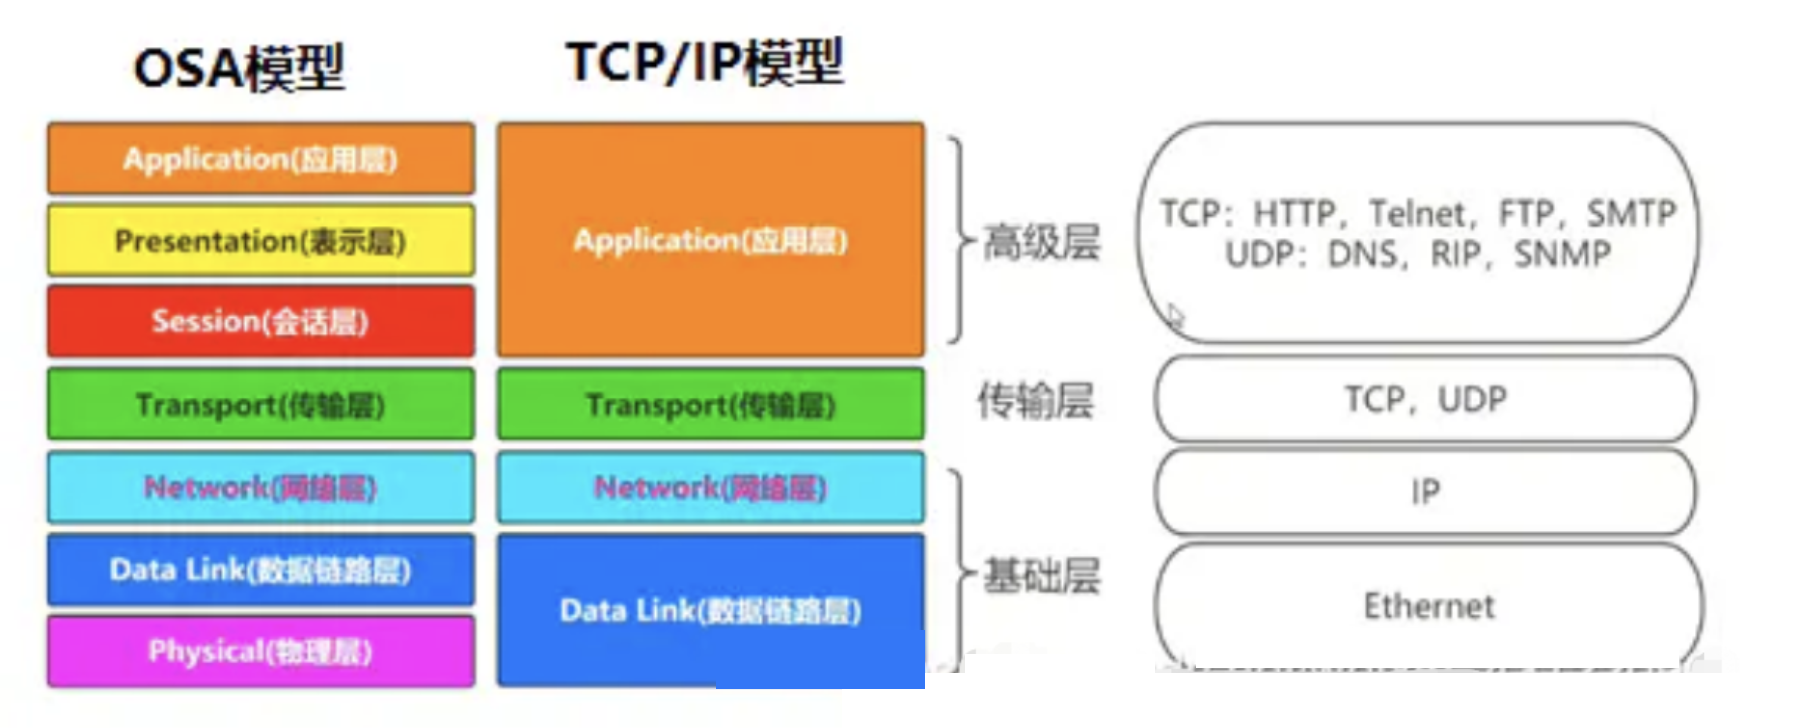 OSA模型
TCP/IP模型
Application(应用层)
Presentation(表示层)
Session(会话层)
Transport(传输层)
Network(网络层)
Data Link(数据链路层)
Physical(物理层)
Application(应用层)
Transport(传输层)
Network(网络层)
Data Link(数据链路层)
高级层
传输层
基础层
TCP: HTTP, Telnet, FTP, SMTP
UDP: DNS, RIP, SNMP
TCP, UDP
IP
Ethernet